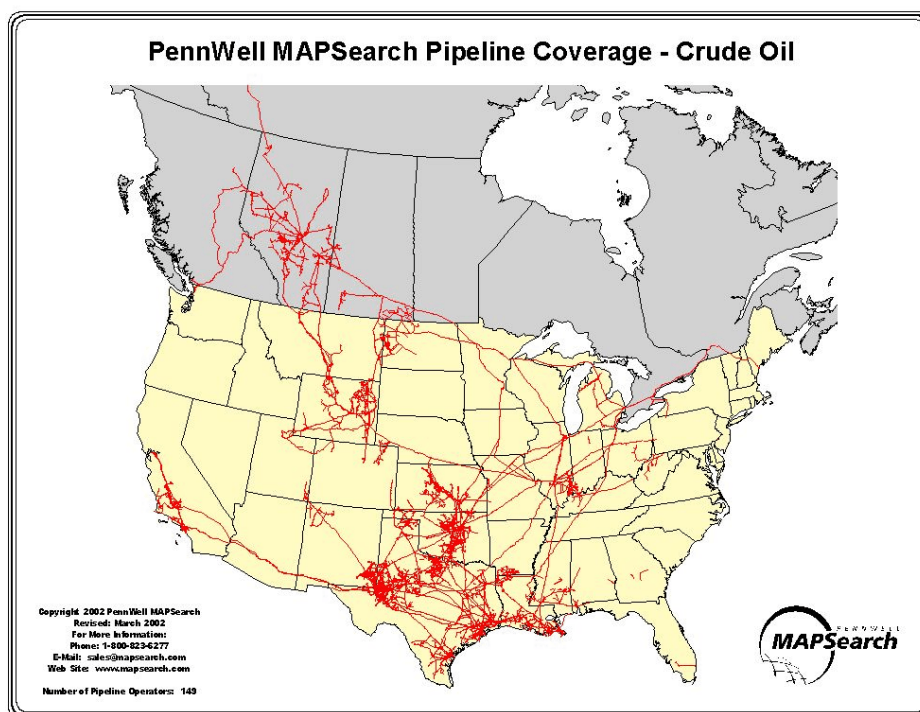 PennWell MAPSearch Pipeline Coverage - Crude Oil
Copyright 2002 PennWell MAPSearch
Revised: March 2002
For More Information:
Phone: 1-800-823-6277
E-Mail: sales@mapsearch.com
Web Site: www.mapsearch.com
Number of Pipeline Operators: 149
PENNWELL
MAPSearch